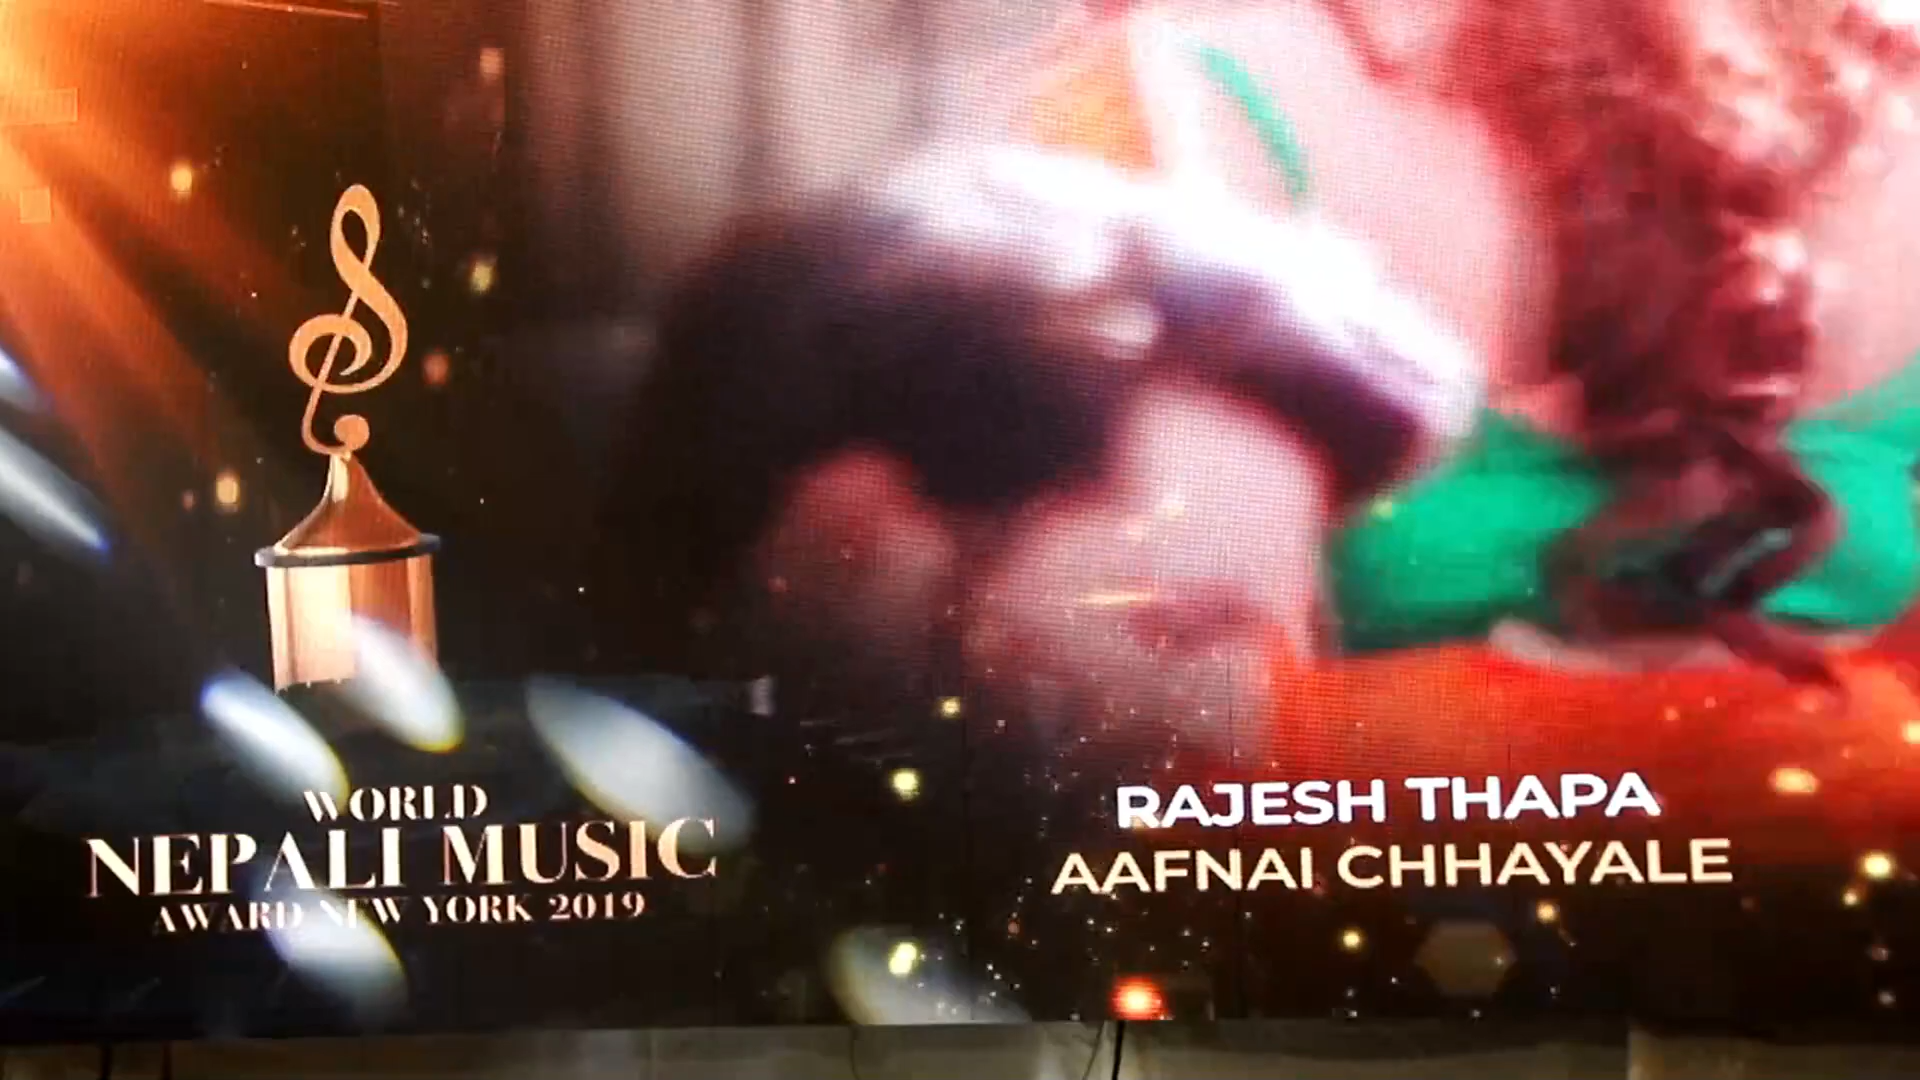 WORLD
NEPALI MUSIC
AWARD NEW YORK 2019
RAJESH THAPA
AAFNAI CHHAYALE